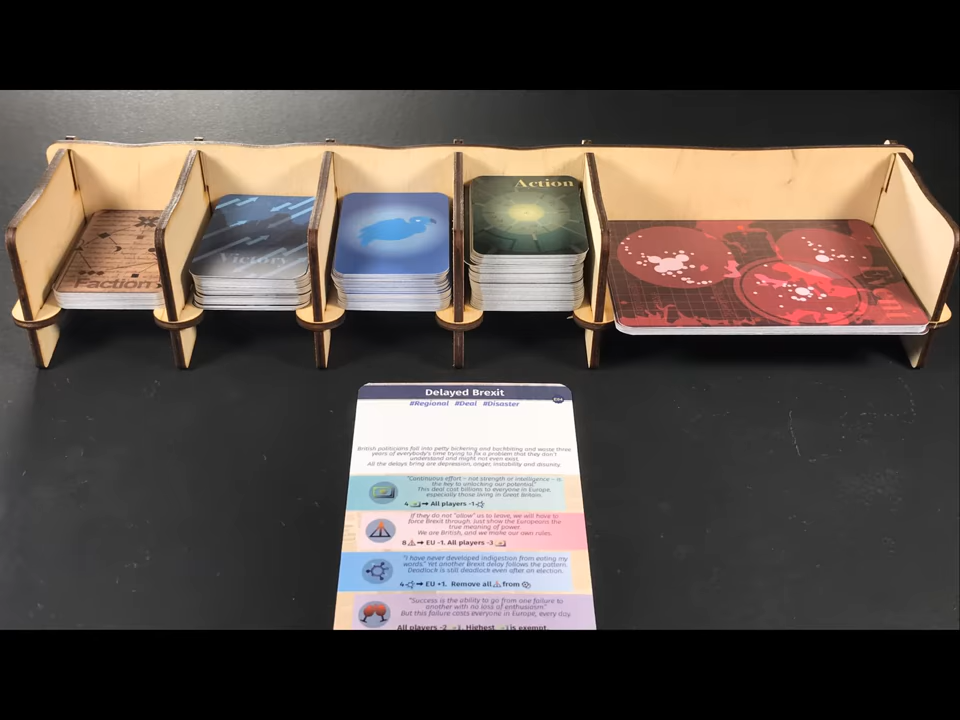 Action
Victory
Faction
Delayed Brexit
#Regional #Deal #Disaster
British politicians fall into petty bickering and backbiting and waste three
years of everybody's time trying to fix a problem that they don't
understand and might not even exist.
All the delays bring are depression, anger, instability and disunity.
"Continuous effort – not strength or intelligence – is
the key to unlocking our potential."
This deal cost billions to everyone in Europe,
especially those living in Great Britain.
4 → All players -1
If they do not "allow" us to leave, we will have to
force Brexit through. Just show the Europeans the
true meaning of power.
We are British, and we make our own rules.
8 → EU -1. All players -3
"I have never developed indigestion from eating my
words." Yet another Brexit delay follows the pattern.
Deadlock is still deadlock even after an election.
4 → EU +1. Remove all from
"Success is the ability to go from one failure to
another with no loss of enthusiasm."
But this failure costs everyone in Europe, every day.
All players -2 . Highest is exempt.